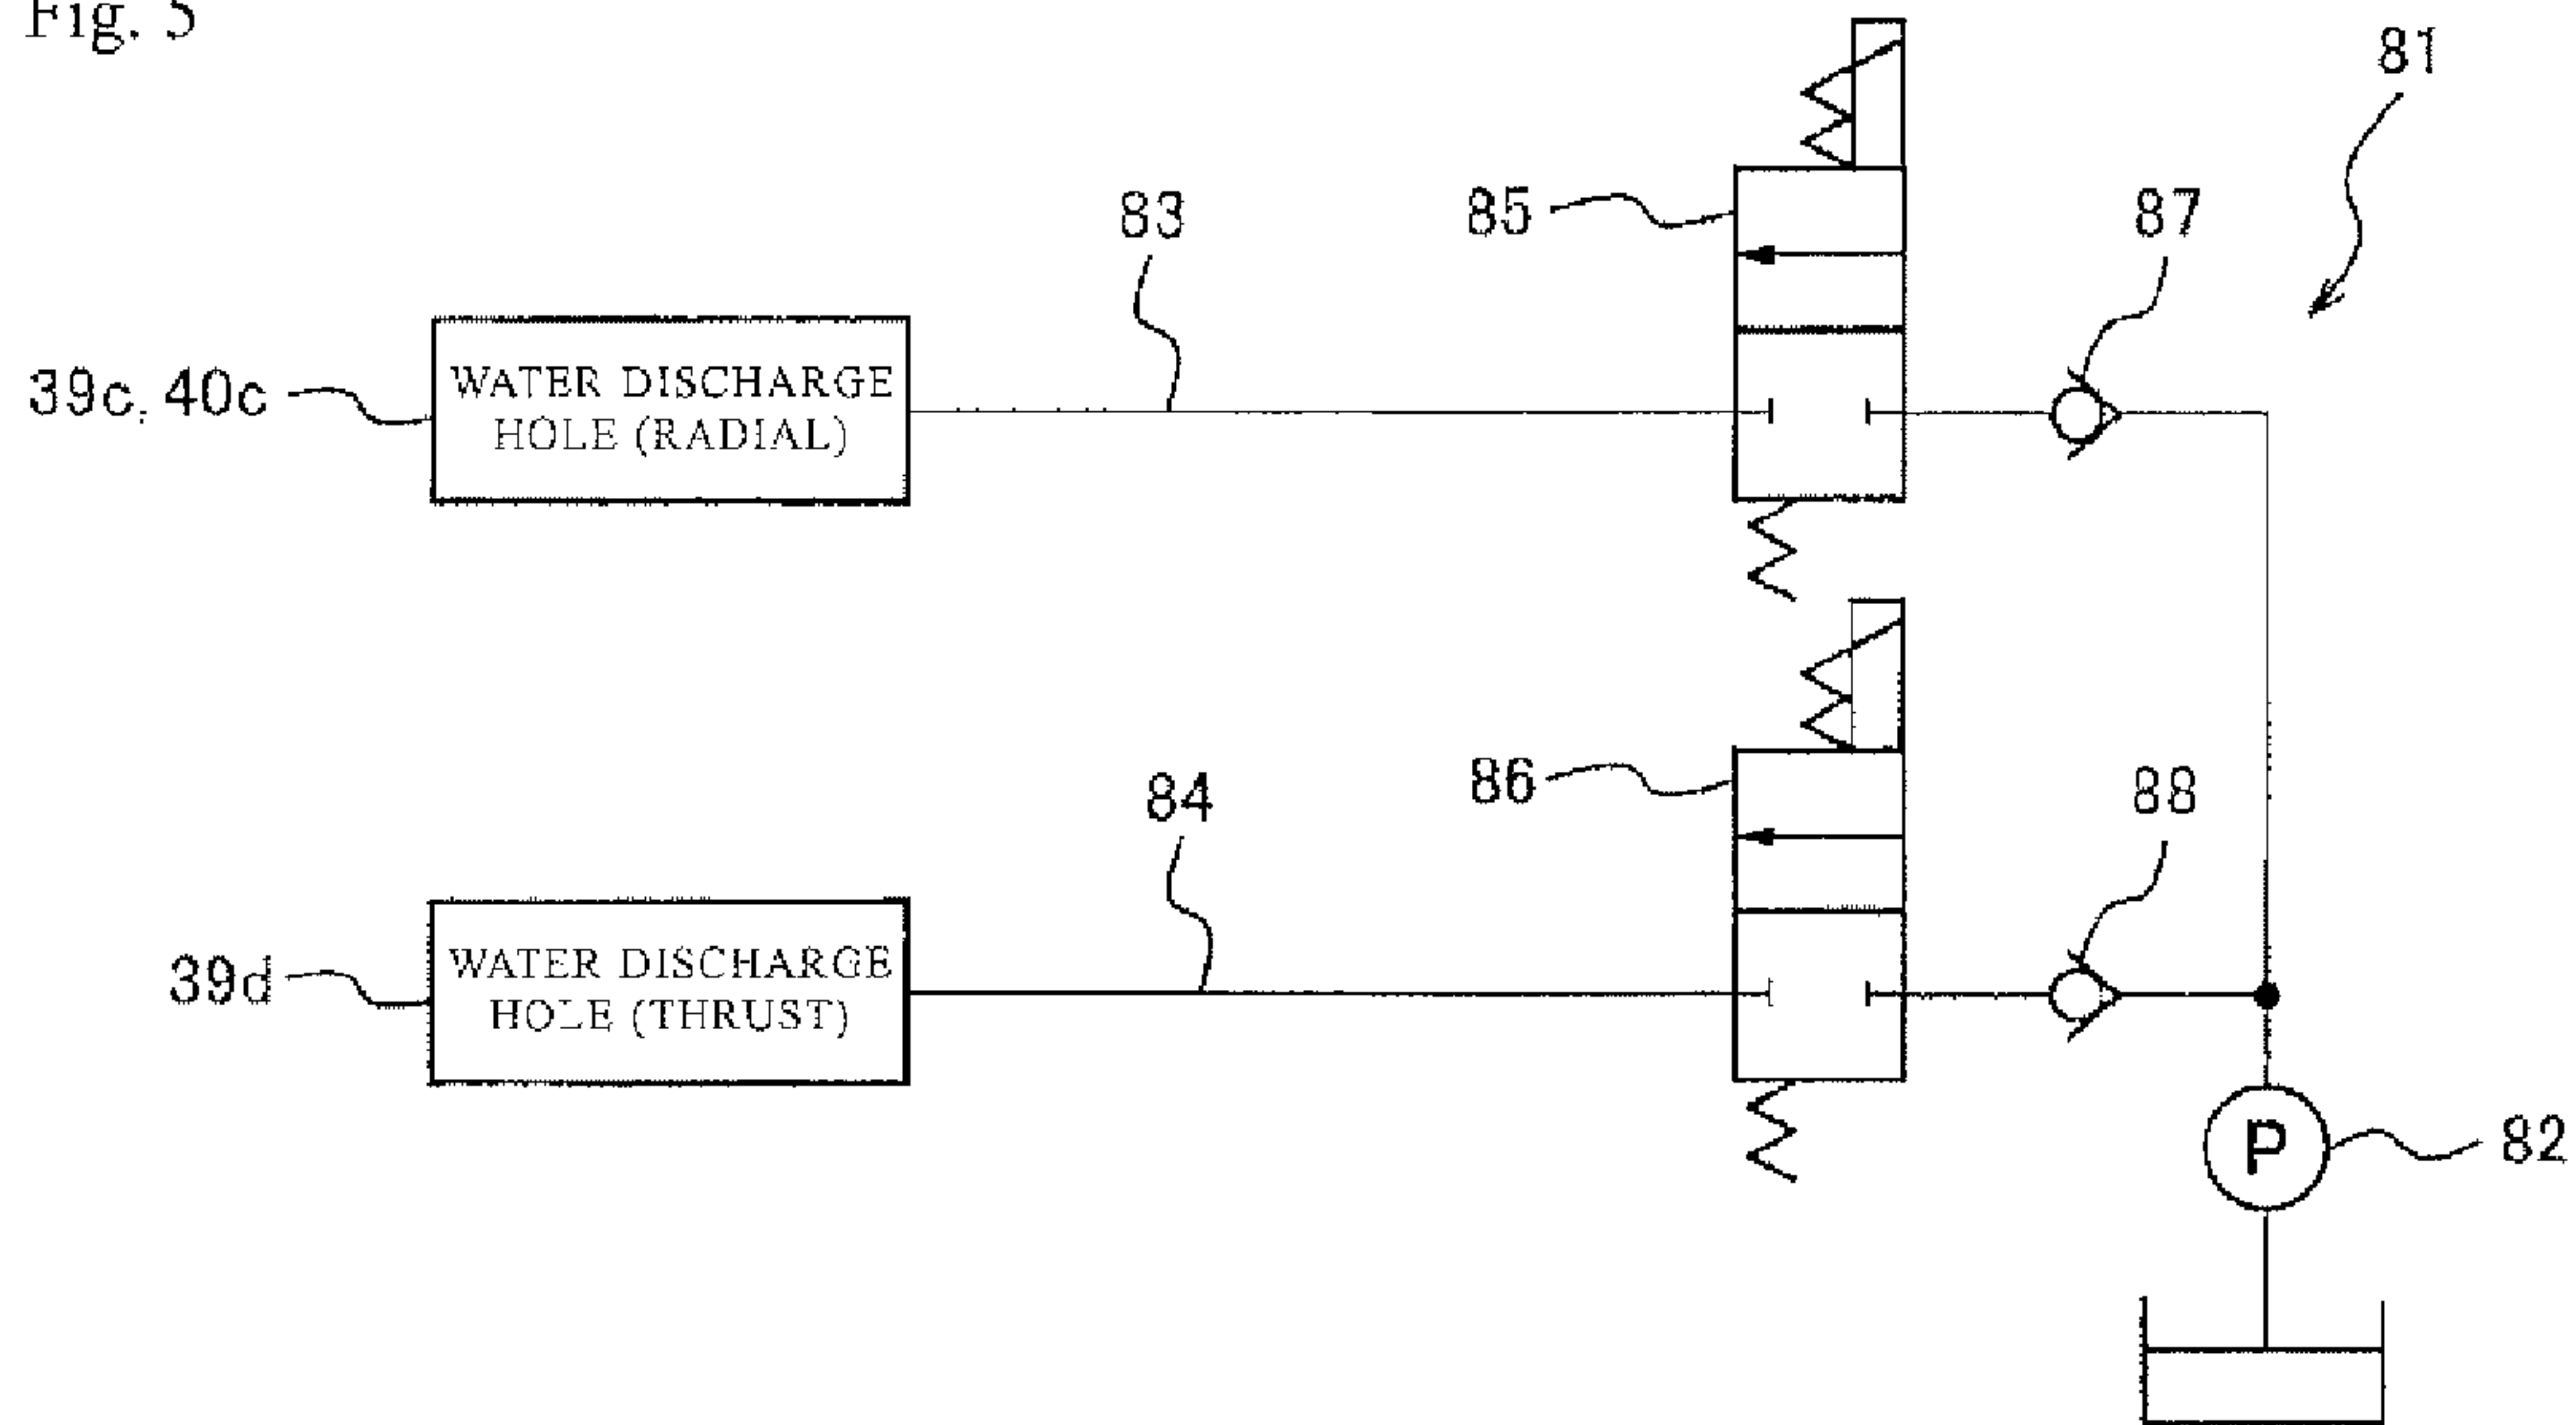 Fig. 5
81
85
87
83
39c, 40c
WATER DISCHARGE
HOLE (RADIAL)
86
88
84
39d
WATER DISCHARGE
HOLE (THRUST)
P
82